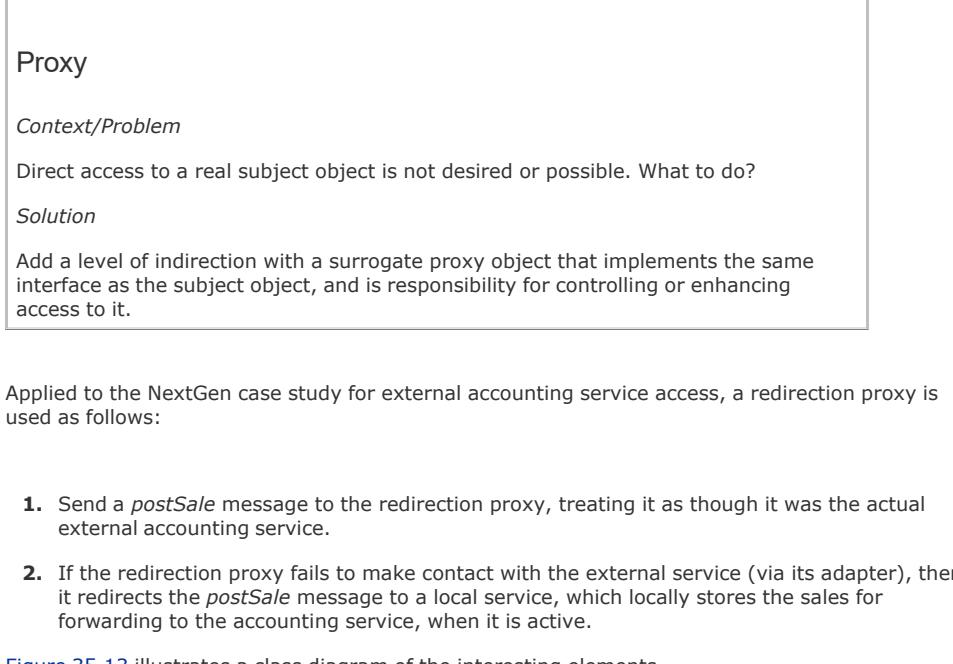 Proxy
Context/Problem
Direct access to a real subject object is not desired or possible. What to do?
Solution
Add a level of indirection with a surrogate proxy object that implements the same
interface as the subject object, and is responsibility for controlling or enhancing
access to it.
Applied to the NextGen case study for external accounting service access, a redirection proxy is
used as follows:
1. Send a postSale message to the redirection proxy, treating it as though it was the actual
external accounting service.
2. If the redirection proxy fails to make contact with the external service (via its adapter),
it redirects the postSale message to a local service, which locally stores the sales for
forwarding to the accounting service, when it is active.
Figure 35.13 illustrates a class diagram of the interesting elements